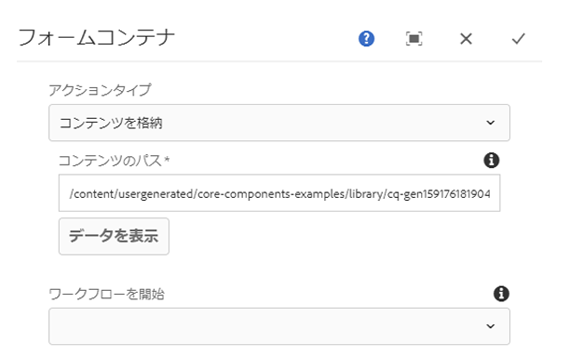 フォームコンテナ
アクションタイプ
コンテンツを格納
コンテンツのパス *
/content/usergenerated/core-components-examples/library/cq-gen159176181904
データを表示
ワークフローを開始